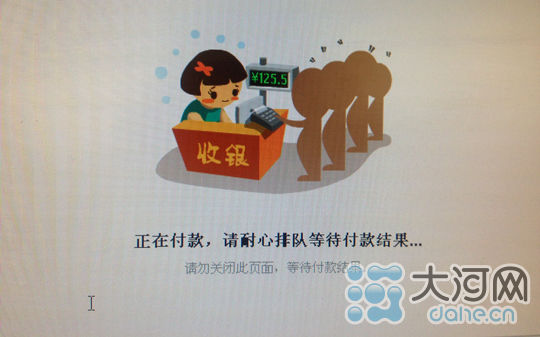 ¥125.5
收银
正在付款，请耐心排队等待付款结果...
请勿关闭此页面，等待付款结果
大河网
dahe.cn